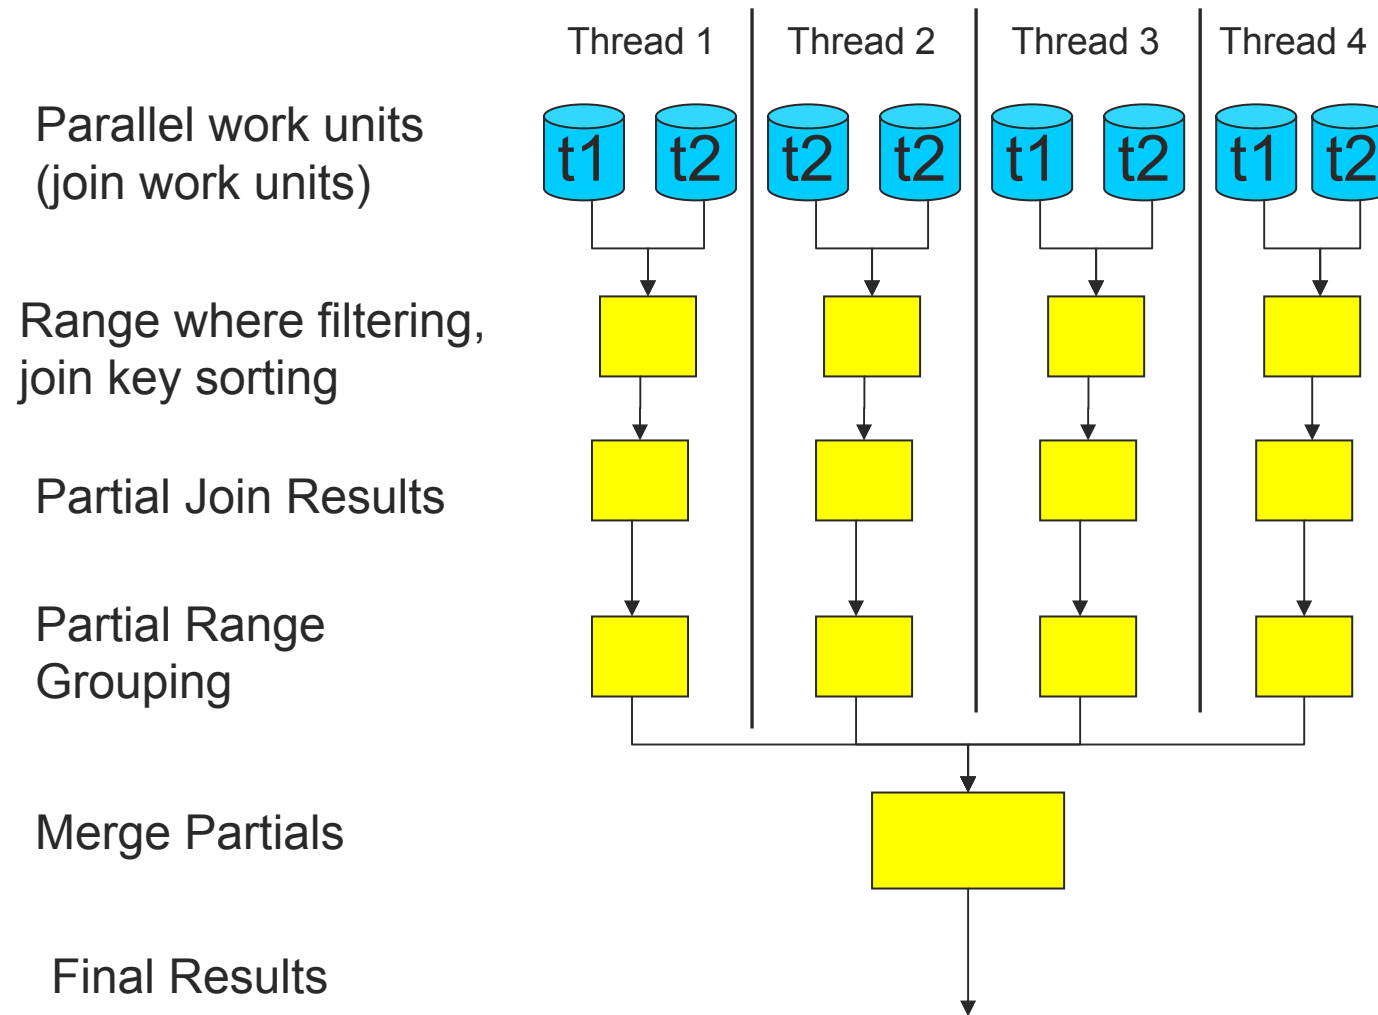 Thread 1 Thread 2 Thread 3 Thread 4
Parallel work units
(join work units)
t1 t2 t2 t2 t1 t2 t1 t2
Range where filtering,
join key sorting
Partial Join Results
Partial Range
Grouping
Merge Partials
Final Results